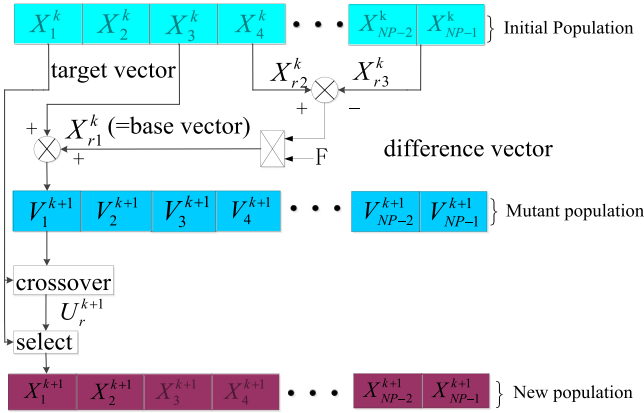 X_1^k X_2^k X_3^k X_4^k • • • X_{NP-2}^k X_{NP-1}^k } Initial Population
target vector X_{r2}^k X_{r3}^k
+ −
+ X_{r1}^k (=base vector)
+ F difference vector
V_1^{k+1} V_2^{k+1} V_3^{k+1} V_4^{k+1} • • • V_{NP-2}^{k+1} V_{NP-1}^{k+1} } Mutant population
crossover
U_r^{k+1}
select
X_1^{k+1} X_2^{k+1} X_3^{k+1} X_4^{k+1} • • • X_{NP-2}^{k+1} X_{NP-1}^{k+1} } New population